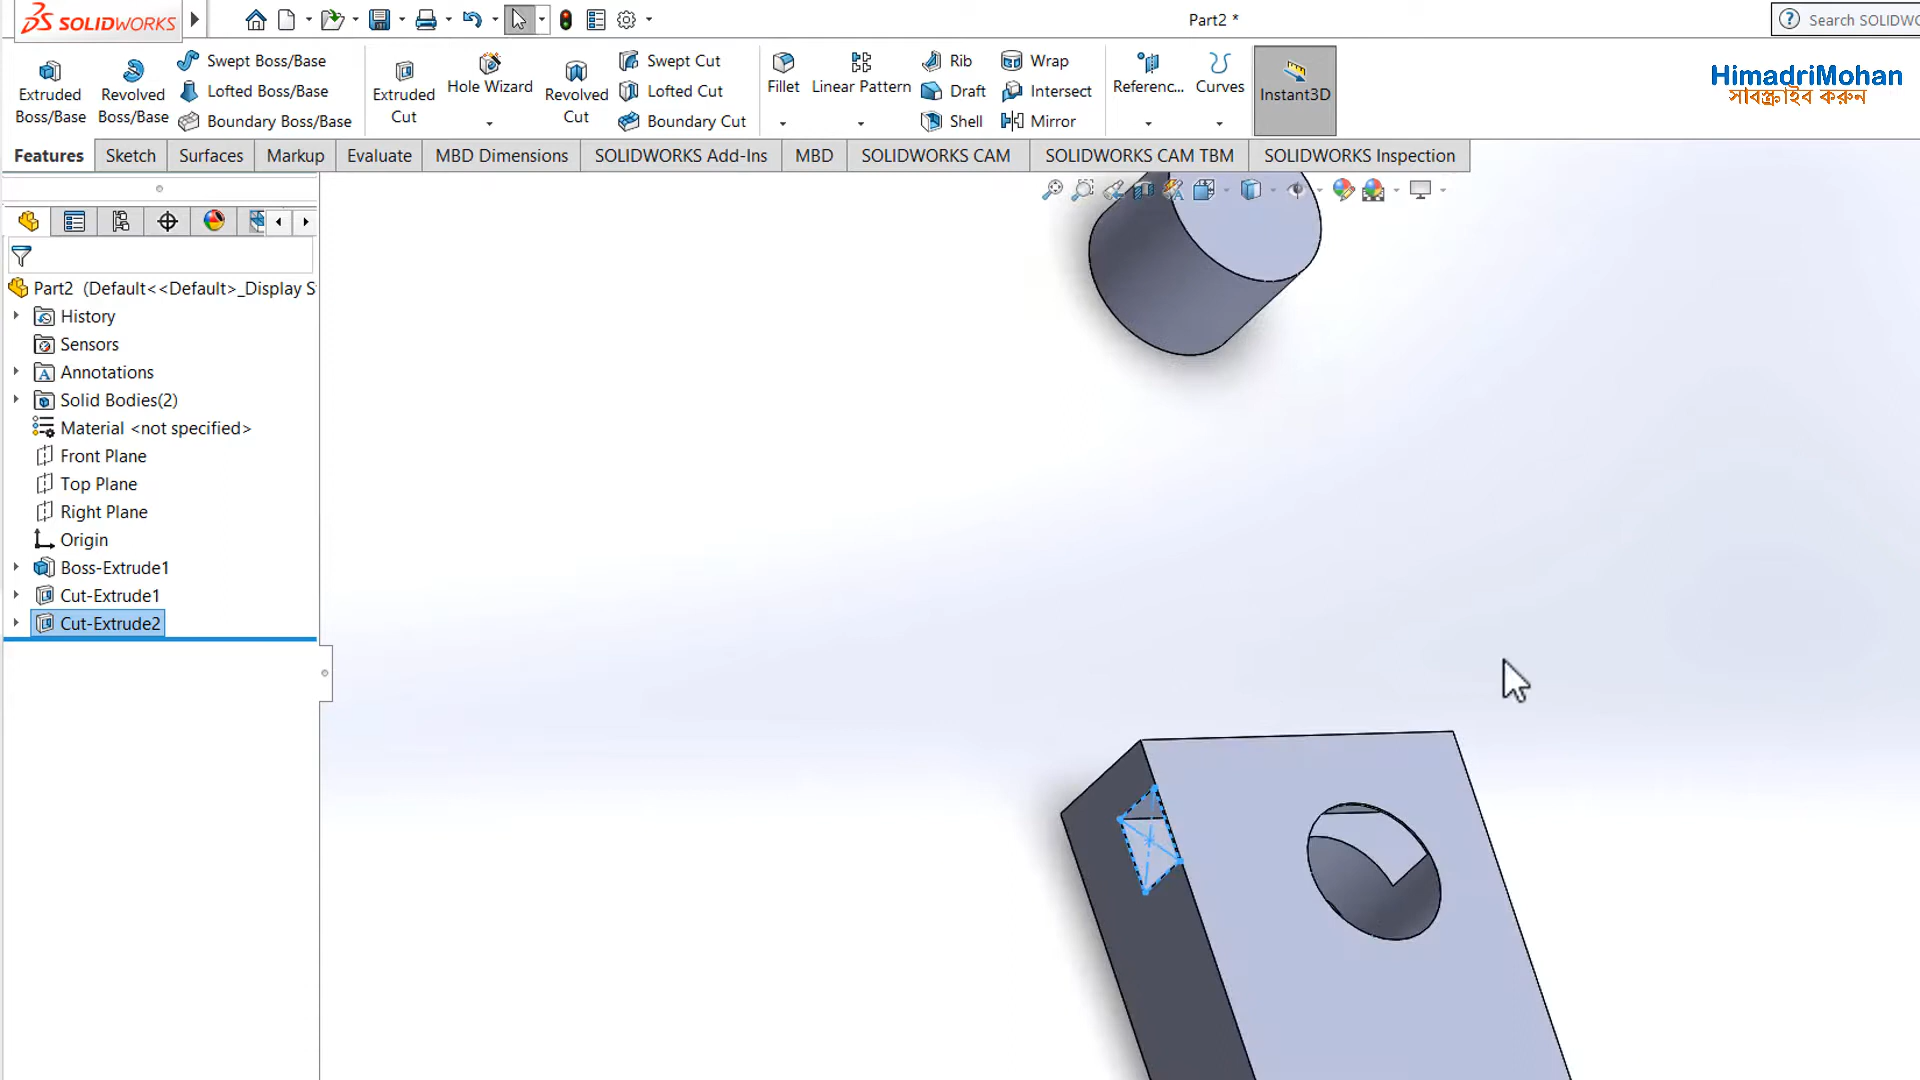 SOLIDWORKS
Part2 *
Search SOLIDWO
Extruded Boss/Base
Revolved Boss/Base
Swept Boss/Base
Lofted Boss/Base
Boundary Boss/Base
Extruded Cut
Hole Wizard
Revolved Cut
Swept Cut
Lofted Cut
Boundary Cut
Fillet
Linear Pattern
Rib
Draft
Shell
Wrap
Intersect
Mirror
Referenc...
Curves
Instant3D
HimadriMohan
সাবস্ক্রাইব করুন
Features
Sketch
Surfaces
Markup
Evaluate
MBD Dimensions
SOLIDWORKS Add-Ins
MBD
SOLIDWORKS CAM
SOLIDWORKS CAM TBM
SOLIDWORKS Inspection
Part2 (Default<<Default>_Display S
History
Sensors
Annotations
Solid Bodies(2)
Material <not specified>
Front Plane
Top Plane
Right Plane
Origin
Boss-Extrude1
Cut-Extrude1
Cut-Extrude2